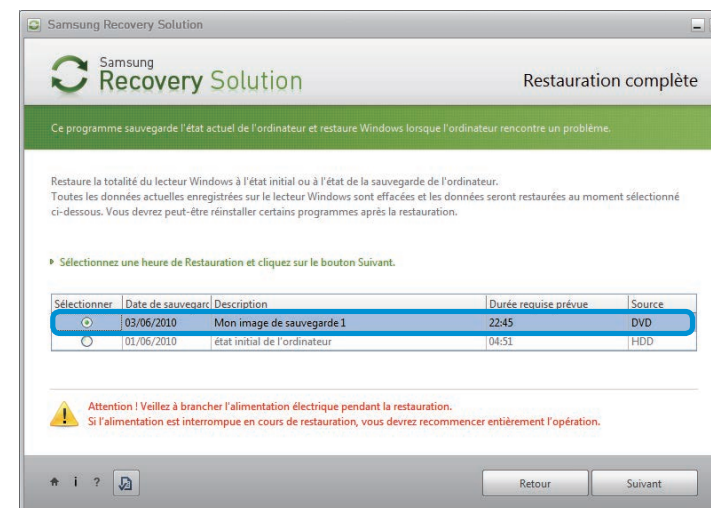 Samsung Recovery Solution
Samsung
Recovery Solution
Restauration complète
Ce programme sauvegarde l'état actuel de l'ordinateur et restaure Windows lorsque l'ordinateur rencontre un problème.
Restaure la totalité du lecteur Windows à l'état initial ou à l'état de la sauvegarde de l'ordinateur.
Toutes les données actuelles enregistrées sur le lecteur Windows sont effacées et les données seront restaurées au moment sélectionné
ci-dessous. Vous devrez peut-être réinstaller certains programmes après la restauration.
Sélectionnez une heure de Restauration et cliquez sur le bouton Suivant.
Sélectionner Date de sauvegarc Description Durée requise prévue Source
03/06/2010 Mon image de sauvegarde 1 22:45 DVD
01/06/2010 état initial de l'ordinateur 04:51 HDD
Attention ! Veillez à brancher l'alimentation électrique pendant la restauration.
Si l'alimentation est interrompue en cours de restauration, vous devrez recommencer entièrement l'opération.
i ? Retour Suivant